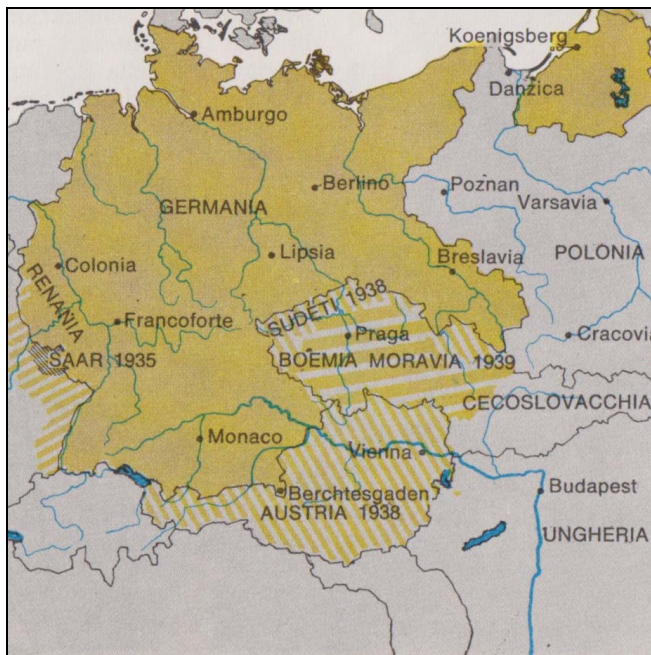 Koenigsberg
Danzica
Amburgo
Berlino
Poznan
GERMANIA
Varsavia
Lipsia
Breslavia
POLONIA
Colonia
RENANIA
SUDETI 1938
Francoforte
Praga
Cracovia
SAAR 1935
BOEMIA MORAVIA 1939
CECOSLOVACCHIA
Monaco
Vienna
Berchtesgaden
Budapest
AUSTRIA 1938
UNGHERIA